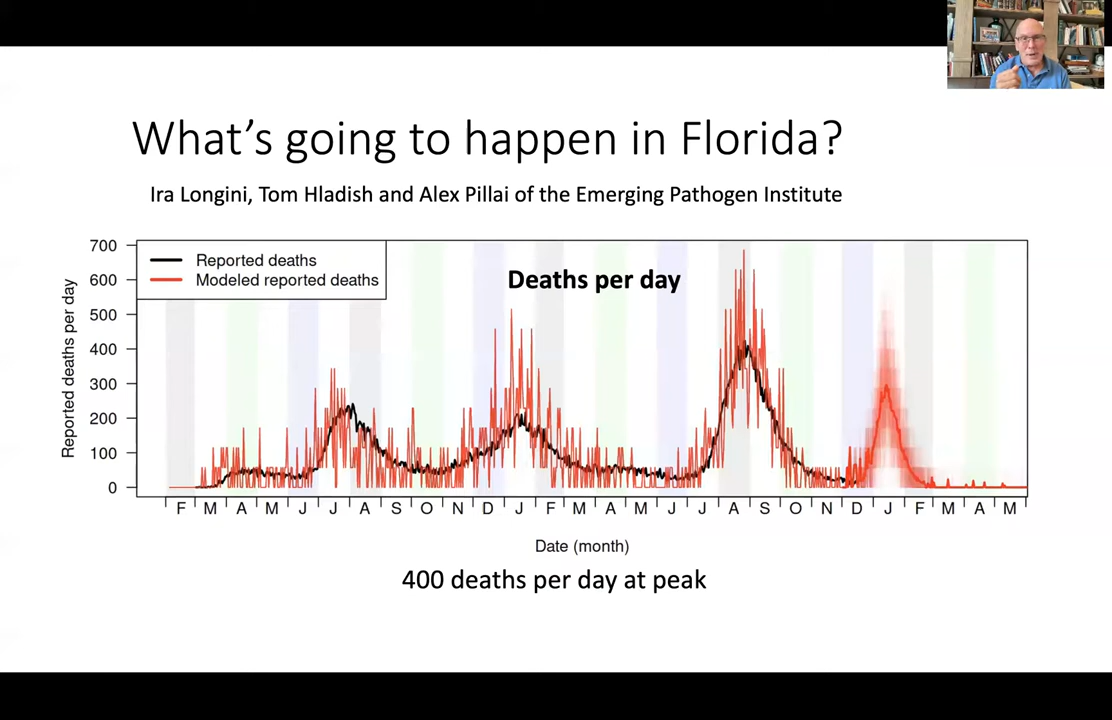 What's going to happen in Florida?
Ira Longini, Tom Hladish and Alex Pillai of the Emerging Pathogen Institute
Reported deaths per day
700
600
500
400
300
200
100
0
Reported deaths
Modeled reported deaths
Deaths per day
F M A M J J A S O N D J F M A M J J A S O N D J F M A M
Date (month)
400 deaths per day at peak